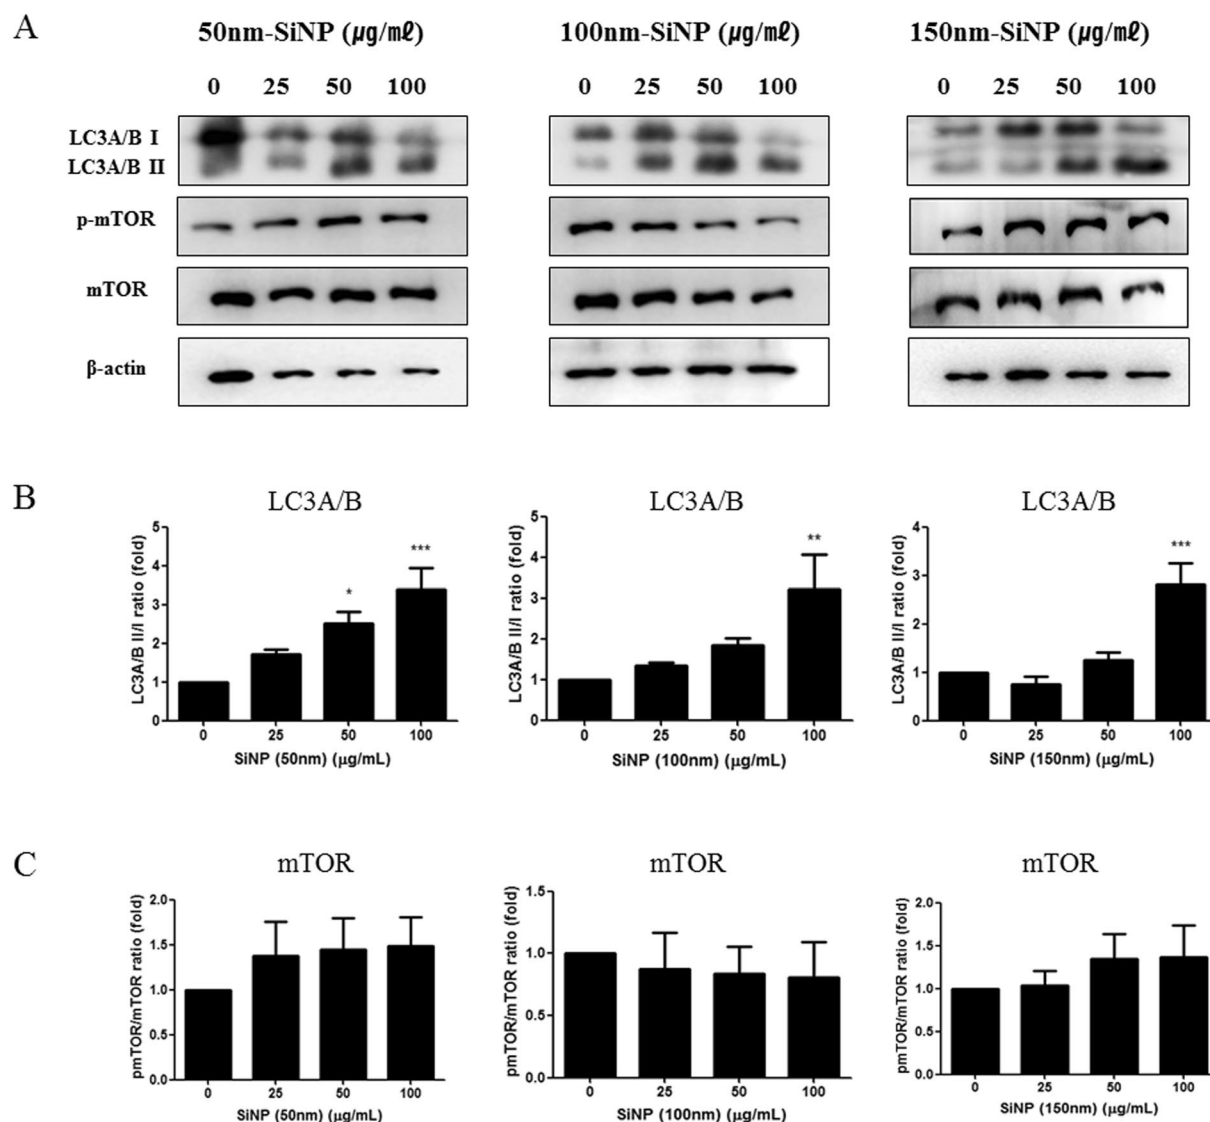 A
50nm-SiNP (㎍/㎖) 100nm-SiNP (㎍/㎖) 150nm-SiNP (㎍/㎖)
0 25 50 100 0 25 50 100 0 25 50 100
LC3A/B I
LC3A/B II
p-mTOR
mTOR
β-actin
B
LC3A/B LC3A/B LC3A/B
LC3A/B II/I ratio (fold)
5
4
3
2
1
0
* ***
0 25 50 100
SiNP (50nm) (μg/mL)
LC3A/B II/I ratio (fold)
5
4
3
2
1
0
**
0 25 50 100
SiNP (100nm) (μg/mL)
LC3A/B II/I ratio (fold)
4
3
2
1
0
***
0 25 50 100
SiNP (150nm) (μg/mL)
C
mTOR mTOR mTOR
pmTOR/mTOR ratio (fold)
2.0
1.5
1.0
0.5
0.0
0 25 50 100
SiNP (50nm) (μg/mL)
pmTOR/mTOR ratio (fold)
1.5
1.0
0.5
0.0
0 25 50 100
SiNP (100nm) (μg/mL)
pmTOR/mTOR ratio (fold)
2.0
1.5
1.0
0.5
0.0
0 25 50 100
SiNP (150nm) (μg/mL)